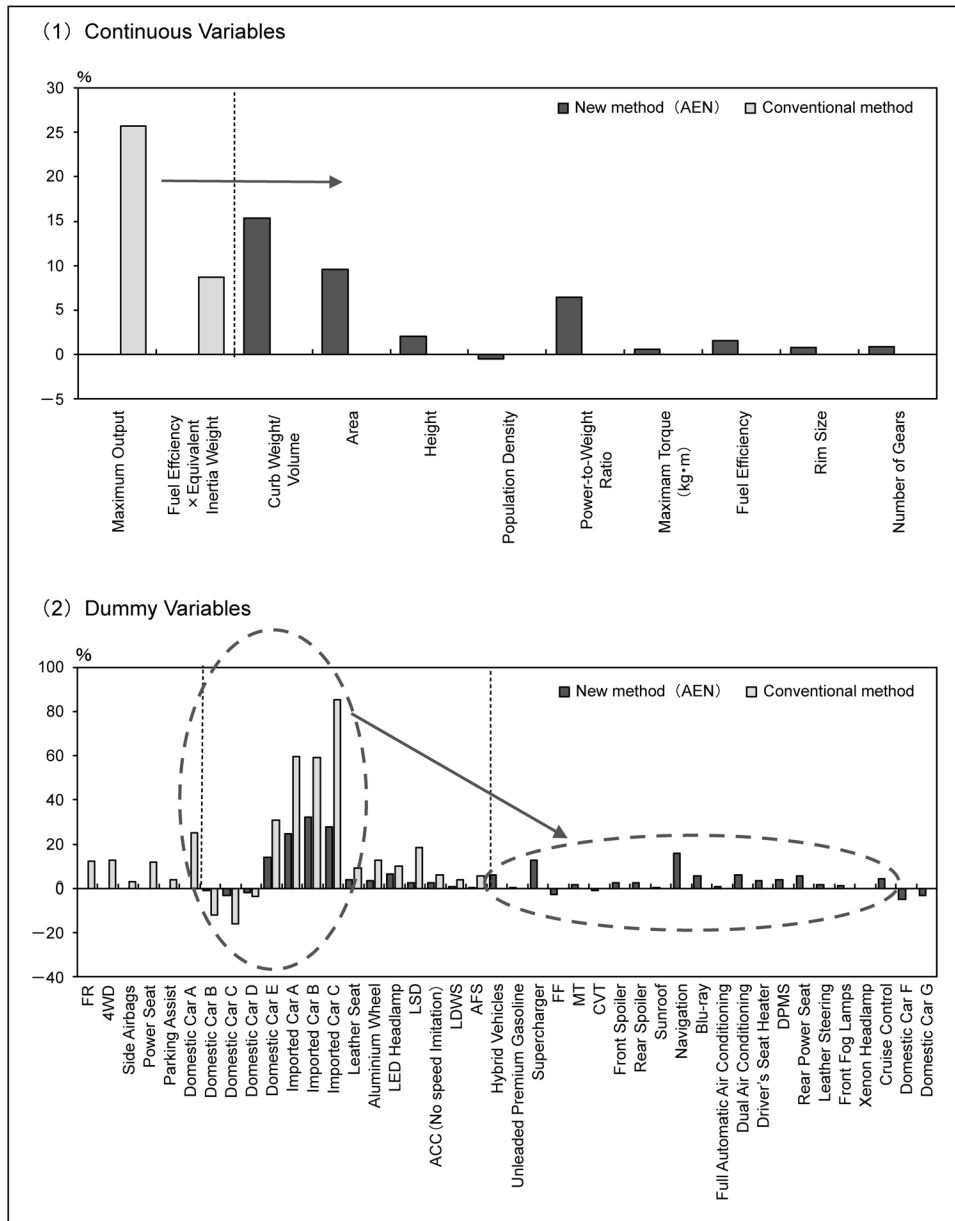 (1) Continuous Variables
%
30
25
20
15
10
5
0
−5
New method (AEN)
Conventional method
Maximum Output
Fuel Effciency
×Equivalent
Inertia Weight
Curb Weight/
Volume
Area
Height
Population Density
Power-to-Weight
Ratio
Maximam Torque
(kg・m)
Fuel Efficiency
Rim Size
Number of Gears
(2) Dummy Variables
%
100
80
60
40
20
0
−20
−40
New method (AEN)
Conventional method
FR
4WD
Side Airbags
Power Seat
Parking Assist
Domestic Car A
Domestic Car B
Domestic Car C
Domestic Car D
Domestic Car E
Imported Car A
Imported Car B
Imported Car C
Leather Seat
Aluminum Wheel
LED Headlamp
LSD
ACC (No speed Imitation)
LDWS
AFS
Hybrid Vehicles
Unleaded Premium Gasoline
Supercharger
FF
MT
CVT
Front Spoiler
Rear Spoiler
Sunroof
Navigation
Blu-ray
Full Automatic Air Conditioning
Dual Air Conditioning
Driver's Seat Heater
DPMS
Rear Power Seat
Leather Steering
Front Fog Lamps
Xenon Headlamp
Cruise Control
Domestic Car F
Domestic Car G